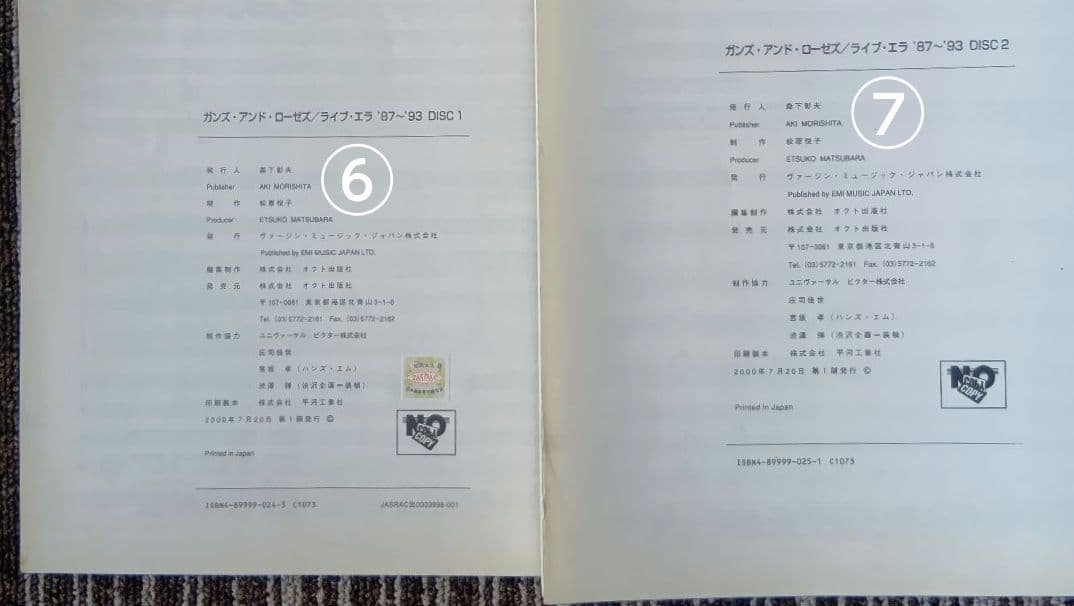 ガンズ・アンド・ローゼズ/ライブ・エラ '87〜'93 DISC 1
⑥
発行人 森下彰夫
Publisher AKI MORISHITA
制作 松原悦子
Producer ETSUKO MATSUBARA
発行 ヴァージン・ミュージック・ジャパン株式会社
Published by EMI MUSIC JAPAN LTD.
編集制作 株式会社 オクト出版社
発売元 株式会社 オクト出版社
〒107-0061 東京都港区北青山3-1-6
Tel. (03)5772-2161 Fax. (03)5772-2162
制作協力 ユニヴァーサル ビクター株式会社
庄司佳世
宮坂 孝(ハンズ・エム)
渋澤 輝(渋沢企画一装植)
印刷製本 株式会社 平河工業社
2000年7月20日 第1刷発行 ©
Printed in Japan
JASRAC
NO
COPY
COPY
ISBN4-89999-024-3 C1073 JASRAC出0003898-001
ガンズ・アンド・ローゼズ/ライブ・エラ '87〜'93 DISC 2
⑦
発行人 森下彰夫
Publisher AKI MORISHITA
制作 松原悦子
Producer ETSUKO MATSUBARA
発行 ヴァージン・ミュージック・ジャパン株式会社
Published by EMI MUSIC JAPAN LTD.
編集制作 株式会社 オクト出版社
発売元 株式会社 オクト出版社
〒107-0061 東京都港区北青山3-1-6
Tel. (03)5772-2161 Fax. (03)5772-2162
制作協力 ユニヴァーサル ビクター株式会社
庄司佳世
宮坂 孝(ハンズ・エム)
渋澤 輝(渋沢企画一装植)
印刷製本 株式会社 平河工業社
2000年7月20日 第1刷発行 ©
Printed in Japan
NO
COPY
COPY
ISBN4-89999-025-1 C1073